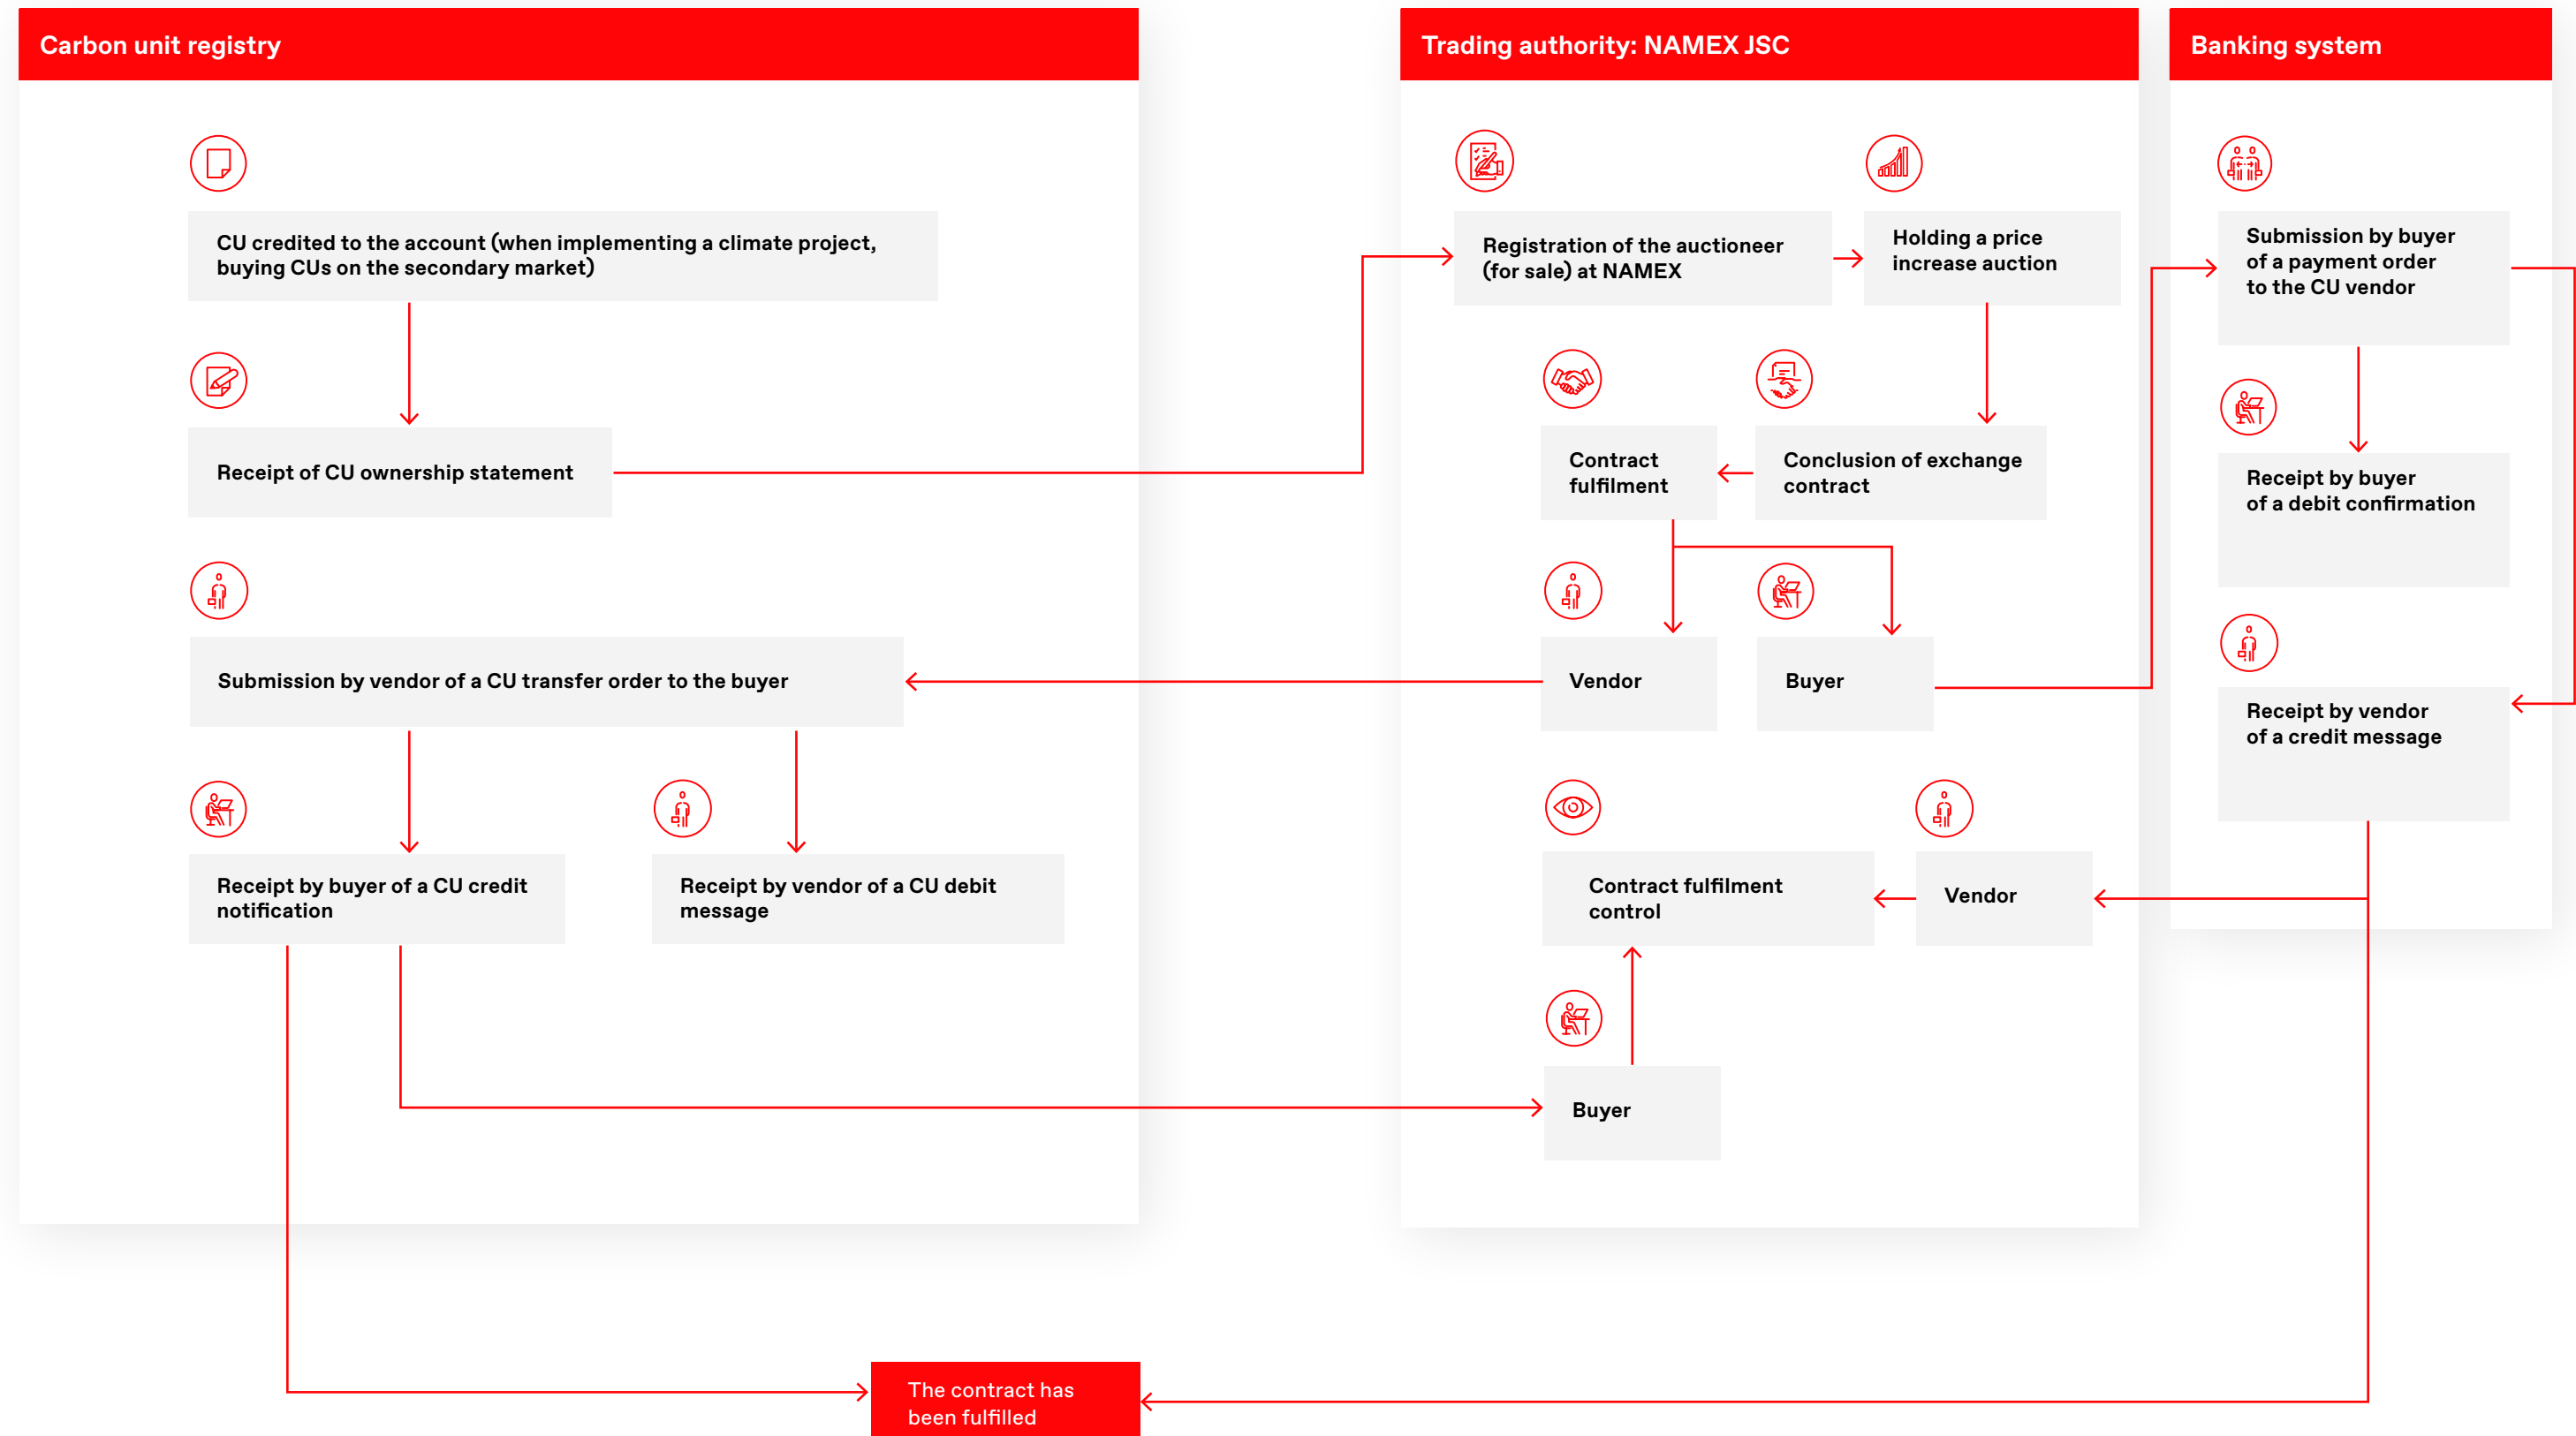 Carbon unit registry
CU credited to the account (when implementing a climate project,
buying CUs on the secondary market)
Receipt of CU ownership statement
Submission by vendor of a CU transfer order to the buyer
Receipt by buyer of a CU credit
notification
Receipt by vendor of a CU debit
message
Trading authority: NAMEX JSC
Registration of the auctioneer
(for sale) at NAMEX
Holding a price
increase auction
Contract
fulfilment
Conclusion of exchange
contract
Vendor
Buyer
Contract fulfilment
control
Vendor
Buyer
Banking system
Submission by buyer
of a payment order
to the CU vendor
Receipt by buyer
of a debit confirmation
Receipt by vendor
of a credit message
The contract has
been fulfilled